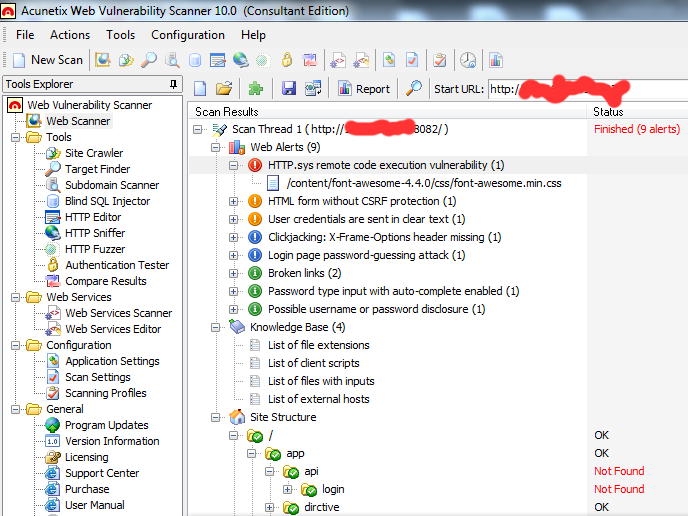 Acunetix Web Vulnerability Scanner 10.0 (Consultant Edition)
File Actions Tools Configuration Help
New Scan
Tools Explorer
Web Vulnerability Scanner
Web Scanner
Tools
Site Crawler
Target Finder
Subdomain Scanner
Blind SQL Injector
HTTP Editor
HTTP Sniffer
HTTP Fuzzer
Authentication Tester
Compare Results
Web Services
Web Services Scanner
Web Services Editor
Configuration
Application Settings
Scan Settings
Scanning Profiles
General
Program Updates
1.0 Version Information
Licensing
Support Center
Purchase
User Manual
Report Start URL: http:/
Scan Results Status
Scan Thread 1 ( http:/ 8082/ ) Finished (9 alerts)
Web Alerts (9)
HTTP.sys remote code execution vulnerability (1)
/content/font-awesome-4.4.0/css/font-awesome.min.css
HTML form without CSRF protection (1)
User credentials are sent in clear text (1)
Clickjacking: X-Frame-Options header missing (1)
Login page password-guessing attack (1)
Broken links (2)
Password type input with auto-complete enabled (1)
Possible username or password disclosure (1)
Knowledge Base (4)
List of file extensions
List of client scripts
List of files with inputs
List of external hosts
Site Structure
/ OK
app OK
api Not Found
login Not Found
dirctive OK